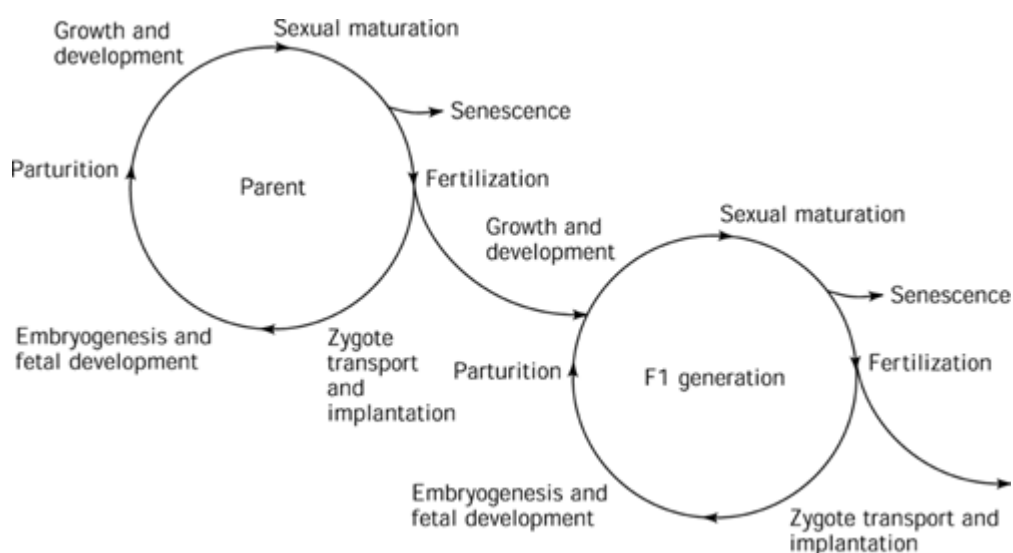 Growth and
development
Sexual maturation
Senescence
Parturition
Parent
Fertilization
Embryogenesis and
fetal development
Zygote
transport
and
implantation
Growth and
development
Sexual maturation
Senescence
Parturition
F1 generation
Fertilization
Embryogenesis and
fetal development
Zygote transport and
implantation